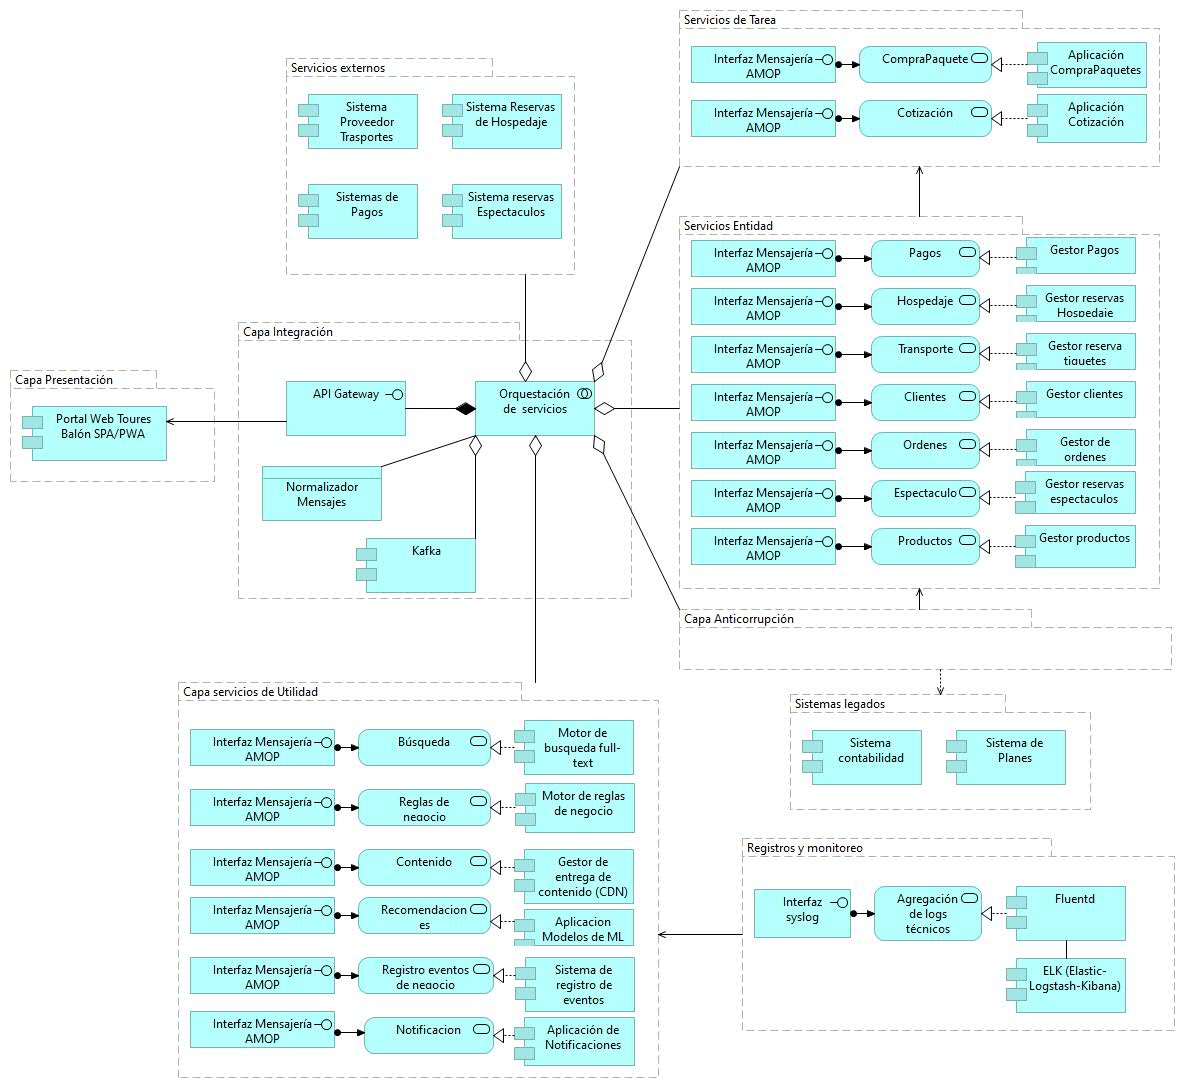 Servicios de Tarea
Interfaz Mensajería
AMOP
CompraPaquete
Aplicación
CompraPaquetes
Interfaz Mensajería
AMOP
Cotización
Aplicación
Cotización
Servicios externos
Sistema
Proveedor
Trasportes
Sistema Reservas
de Hospedaje
Sistemas de
Pagos
Sistema reservas
Espectaculos
Servicios Entidad
Interfaz Mensajería
AMOP
Pagos
Gestor Pagos
Interfaz Mensajería
AMOP
Hospedaje
Gestor reservas
Hospedaje
Interfaz Mensajería
AMOP
Transporte
Gestor reserva
tiquetes
Interfaz Mensajería
AMOP
Clientes
Gestor clientes
Interfaz Mensajería
AMOP
Ordenes
Gestor de
ordenes
Interfaz Mensajería
AMOP
Espectaculo
Gestor reservas
espectaculos
Interfaz Mensajería
AMOP
Productos
Gestor productos
Capa Integración
API Gateway
Orquestación
de servicios
Normalizador
Mensajes
Kafka
Capa Presentación
Portal Web Toures
Balón SPA/PWA
Capa Anticorrupción
Sistemas legados
Sistema
contabilidad
Sistema de
Planes
Capa servicios de Utilidad
Interfaz Mensajería
AMOP
Búsqueda
Motor de
busqueda full-
text
Interfaz Mensajería
AMOP
Reglas de
negocio
Motor de reglas
de negocio
Interfaz Mensajería
AMOP
Contenido
Gestor de
entrega de
contenido (CDN)
Interfaz Mensajería
AMOP
Recomendacion
es
Aplicacion
Modelos de ML
Interfaz Mensajería
AMOP
Registro eventos
de negocio
Sistema de
registro de
eventos
Interfaz Mensajería
AMOP
Notificacion
Aplicación de
Notificaciones
Registros y monitoreo
Interfaz
syslog
Agregación
de logs
técnicos
Fluentd
ELK (Elastic-
Logstash-Kibana)